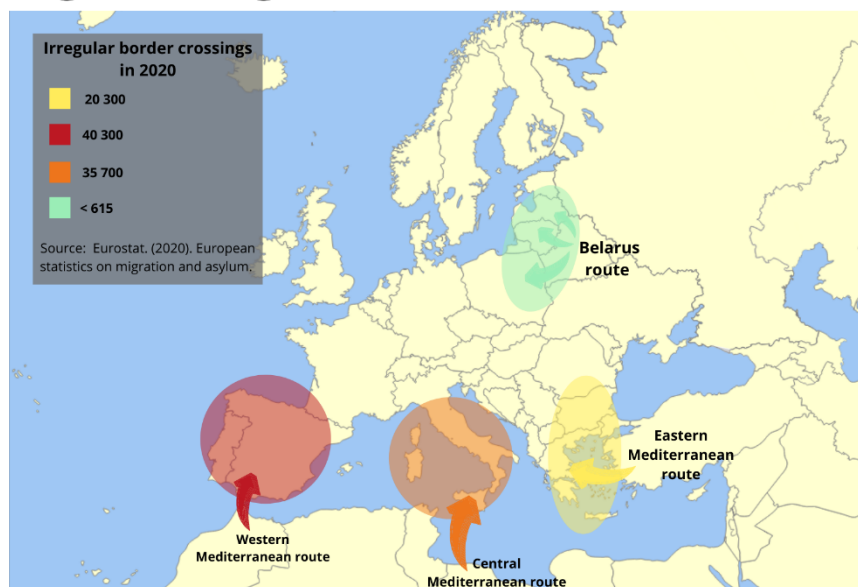 Irregular border crossings
in 2020
20 300
40 300
35 700
< 615
Source: Eurostat. (2020). European
statistics on migration and asylum.
Belarus
route
Eastern
Mediterranean
route
Western
Mediterranean route
Central
Mediterranean route